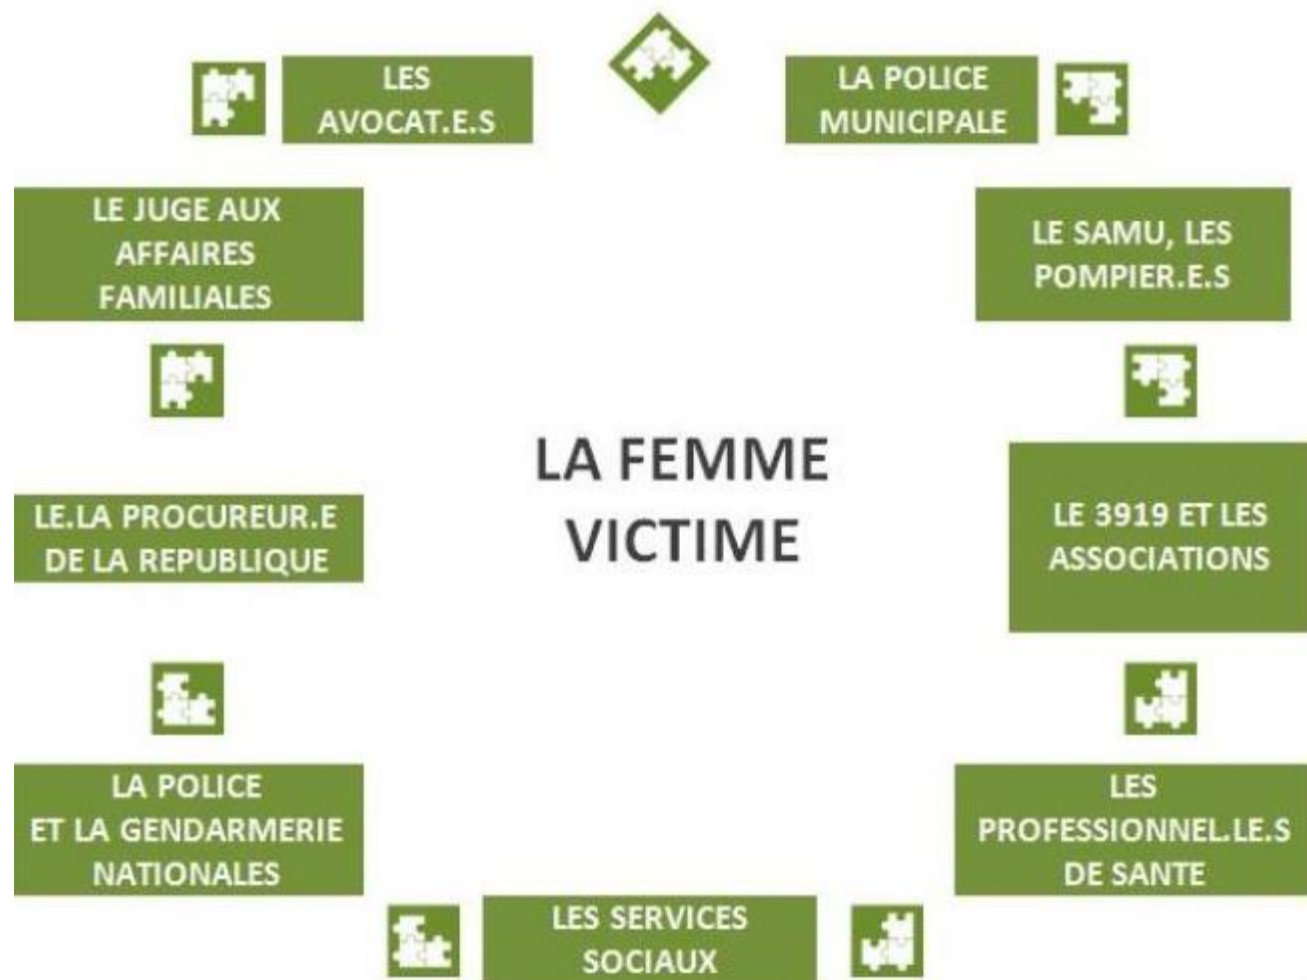 LES
AVOCAT.E.S
LA POLICE
MUNICIPALE
LE JUGE AUX
AFFAIRES
FAMILIALES
LE SAMU, LES
POMPIER.E.S
LA FEMME
VICTIME
LE.LA PROCUREUR.E
DE LA REPUBLIQUE
LE 3919 ET LES
ASSOCIATIONS
LA POLICE
ET LA GENDARMERIE
NATIONALES
LES
PROFESSIONNEL.LE.S
DE SANTE
LES SERVICES
SOCIAUX